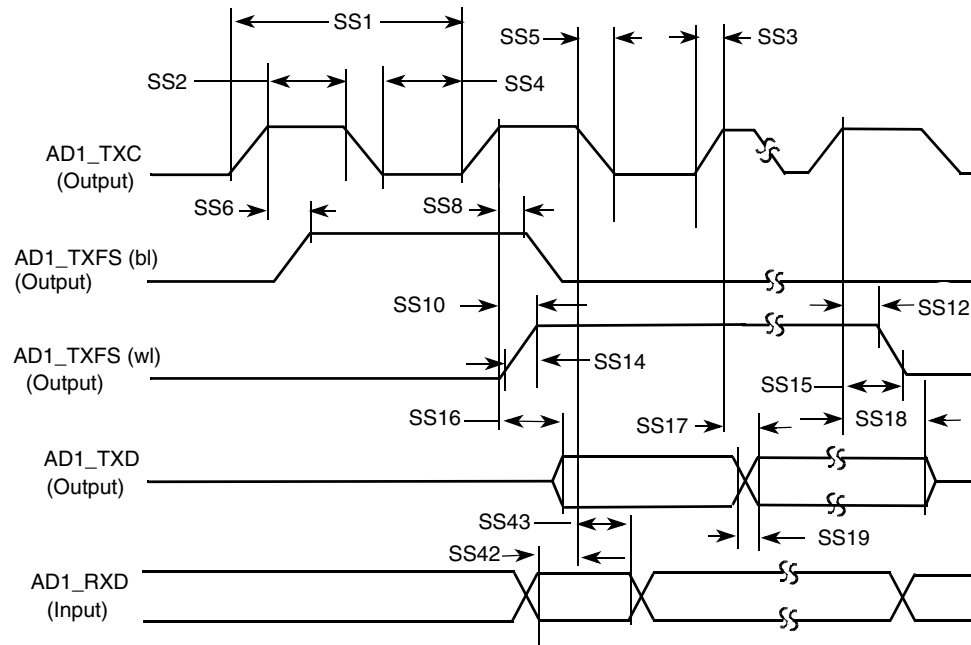 SS1
SS5
SS3
SS2
SS4
AD1_TXC
(Output)
SS6
SS8
AD1_TXFS (bl)
(Output)
SS10
SS12
AD1_TXFS (wl)
(Output)
SS14
SS15
SS16
SS17
SS18
AD1_TXD
(Output)
SS43
SS19
SS42
AD1_RXD
(Input)